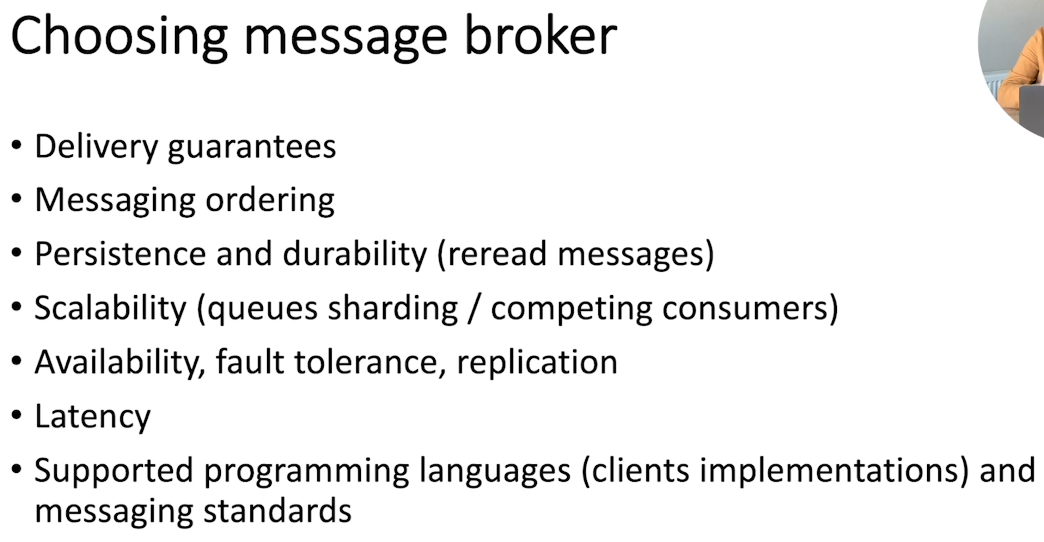 Choosing message broker
• Delivery guarantees
• Messaging ordering
• Persistence and durability (reread messages)
• Scalability (queues sharding / competing consumers)
• Availability, fault tolerance, replication
• Latency
• Supported programming languages (clients implementations) and
messaging standards